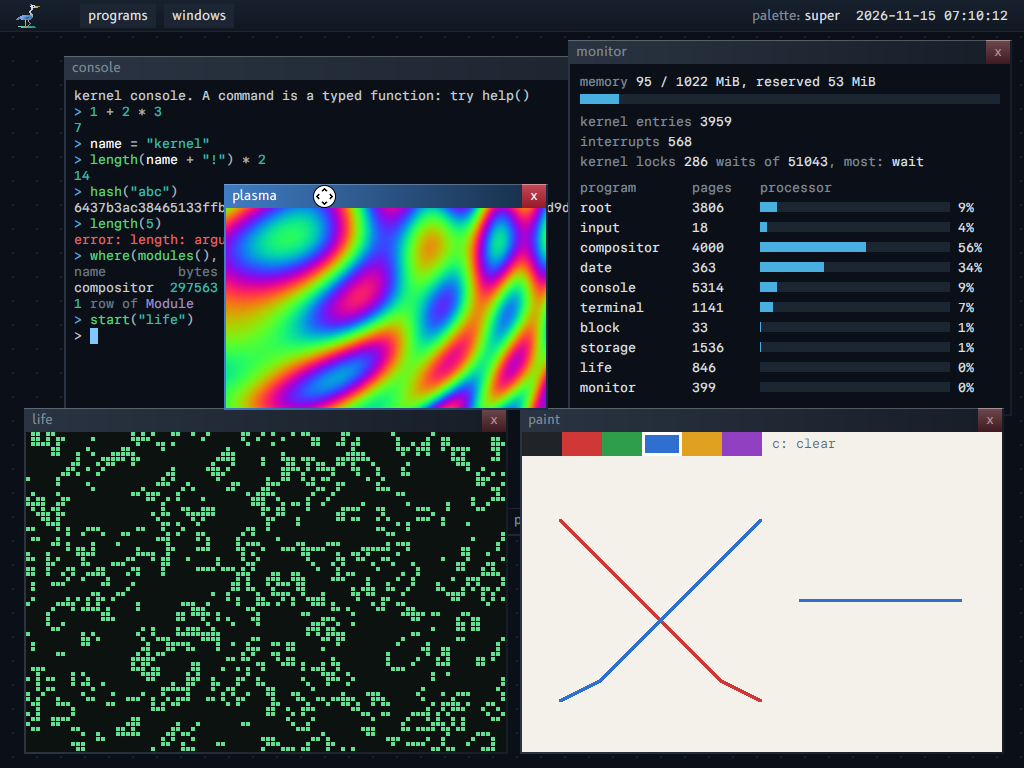 programs windows palette: super 2026-11-15 07:10:12
console
kernel console. A command is a typed function: try help()
> 1 + 2 * 3
7
> name = "kernel"
> length(name + "!") * 2
14
> hash("abc")
6437b3ac38465133ffb
d9d
> length(5)
error: length: argu
> where(modules(),
name bytes
compositor 297563
1 row of Module
> start("life")
>
monitor x
memory 95 / 1022 MiB, reserved 53 MiB
kernel entries 3959
interrupts 568
kernel locks 286 waits of 51043, most: wait
program pages processor
root 3806 9%
input 18 4%
compositor 4000 56%
date 363 34%
console 5314 9%
terminal 1141 7%
block 33 1%
storage 1536 1%
life 846 0%
monitor 399 0%
plasma x
life x
p
paint x
c: clear